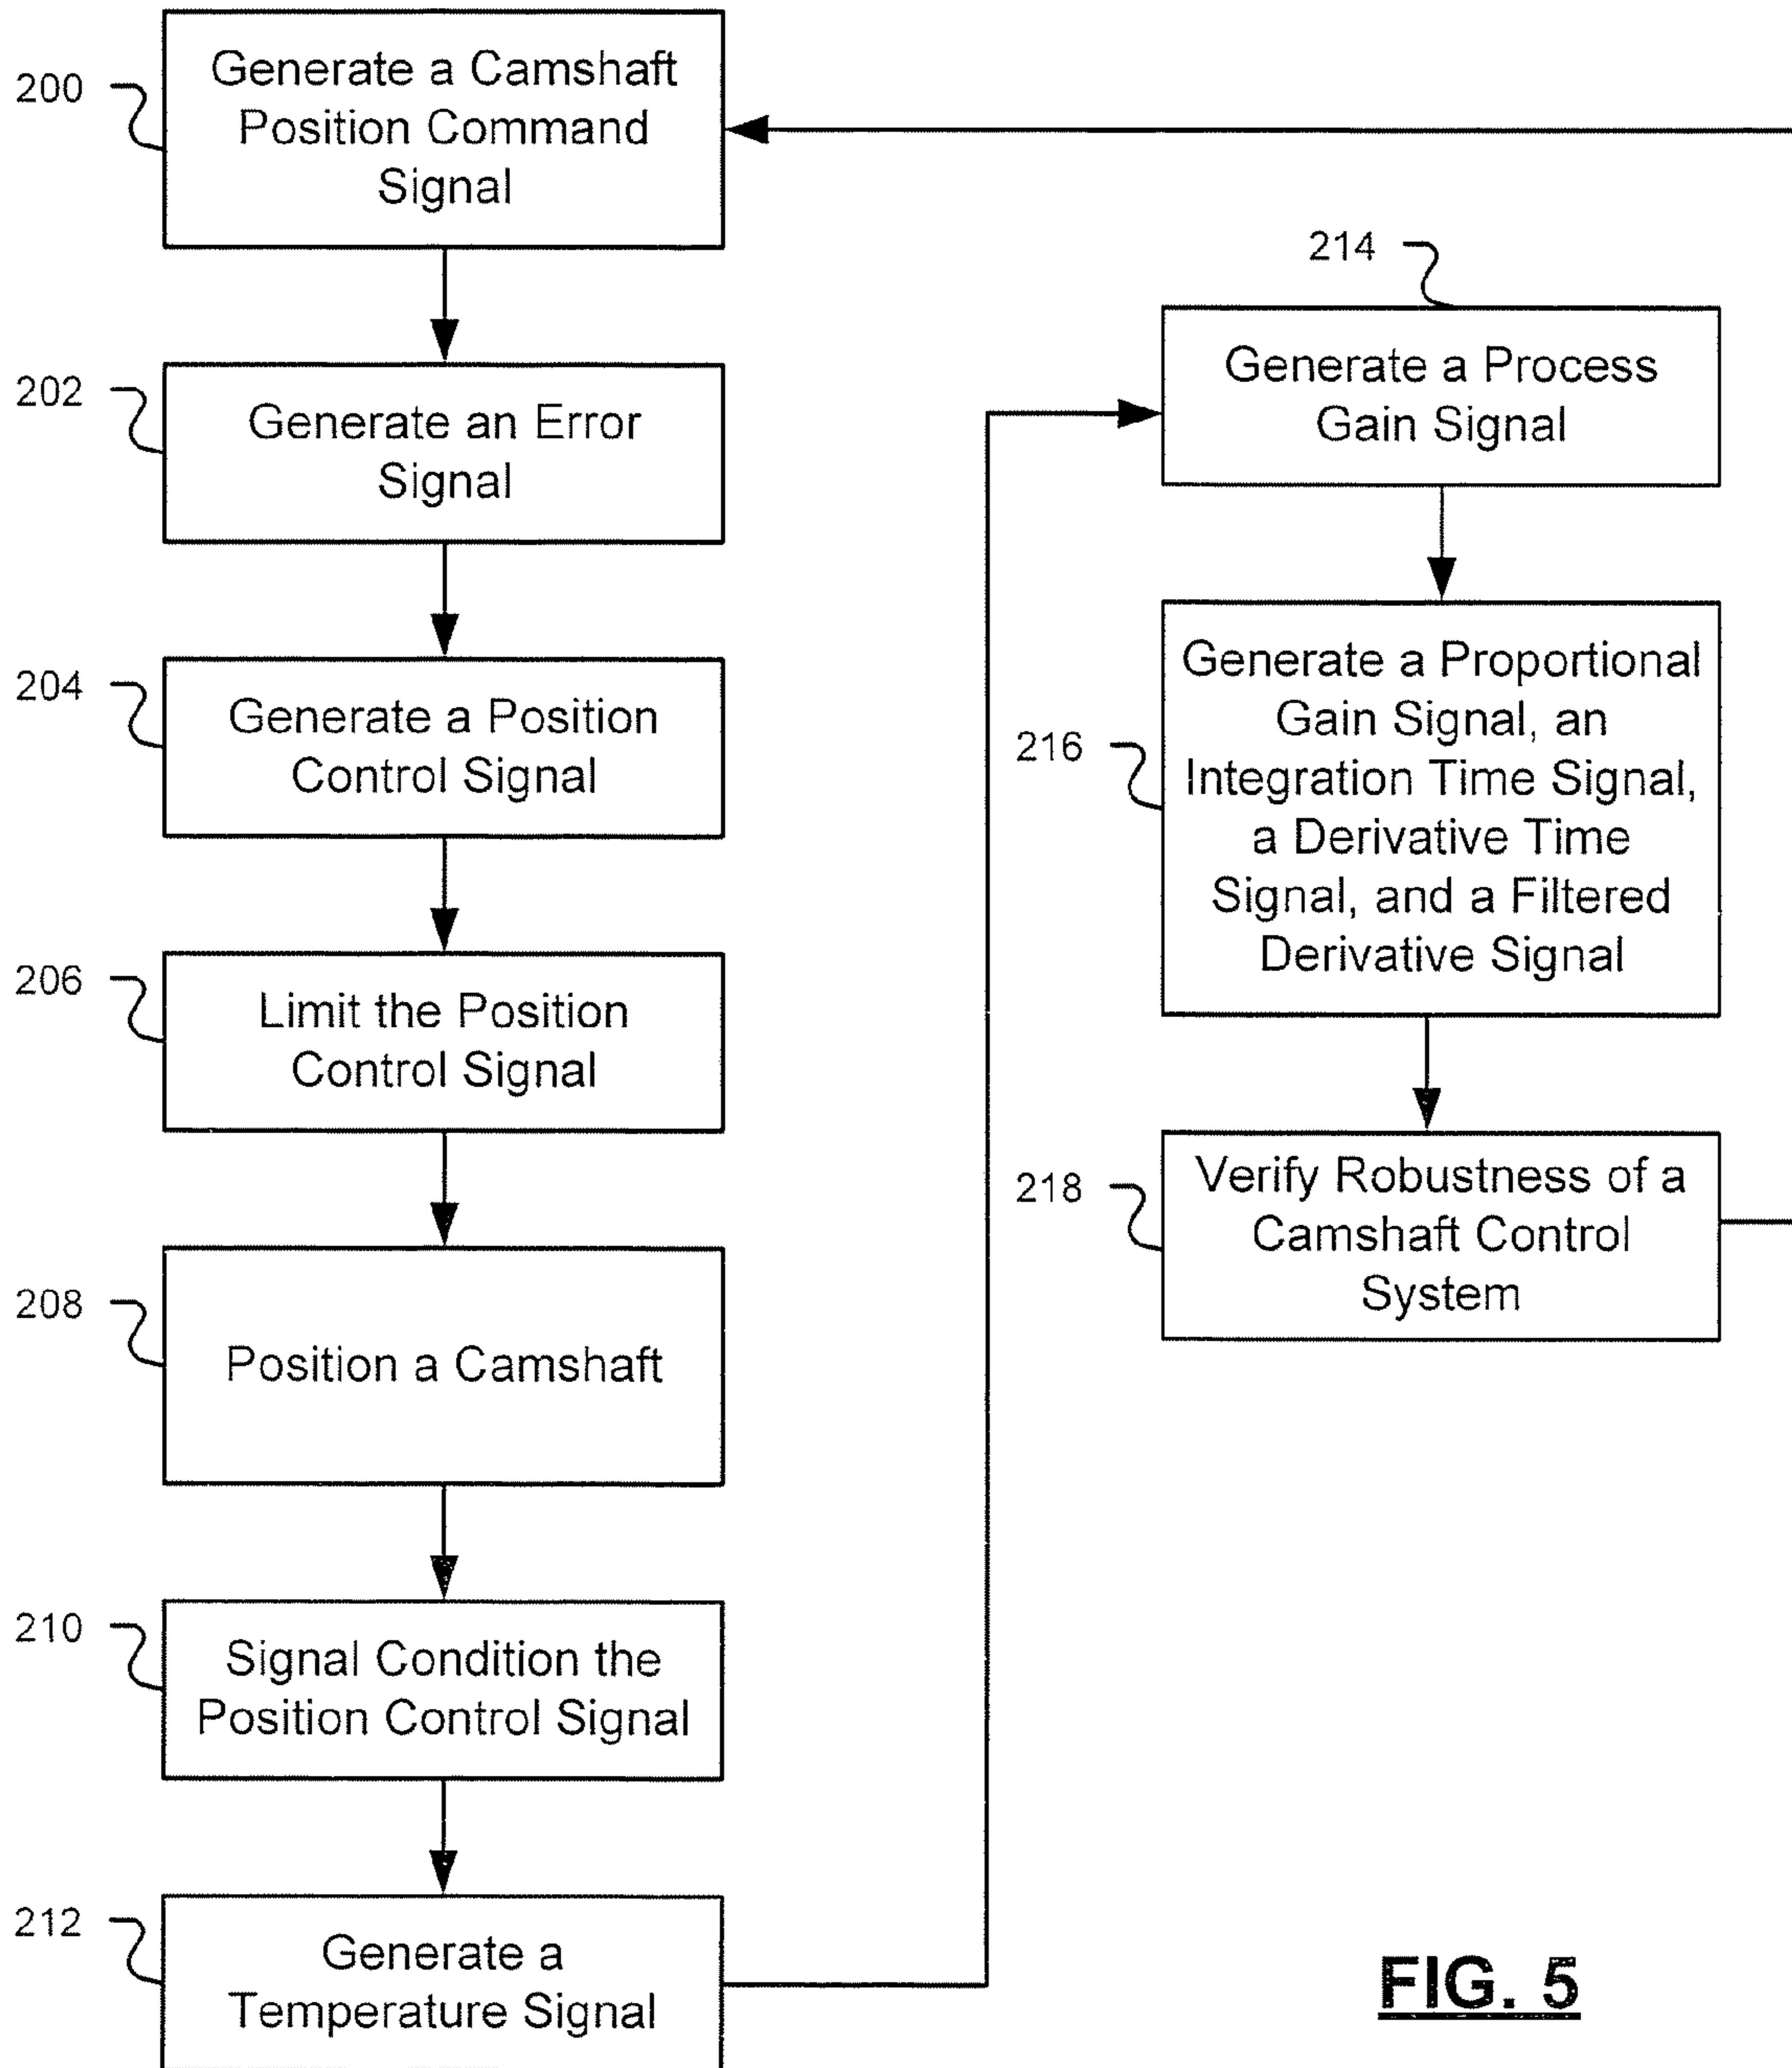 200
Generate a Camshaft
Position Command
Signal
202
Generate an Error
Signal
204
Generate a Position
Control Signal
206
Limit the Position
Control Signal
208
Position a Camshaft
210
Signal Condition the
Position Control Signal
212
Generate a
Temperature Signal
214
Generate a Process
Gain Signal
216
Generate a Proportional
Gain Signal, an
Integration Time Signal,
a Derivative Time
Signal, and a Filtered
Derivative Signal
218
Verify Robustness of a
Camshaft Control
System
FIG. 5